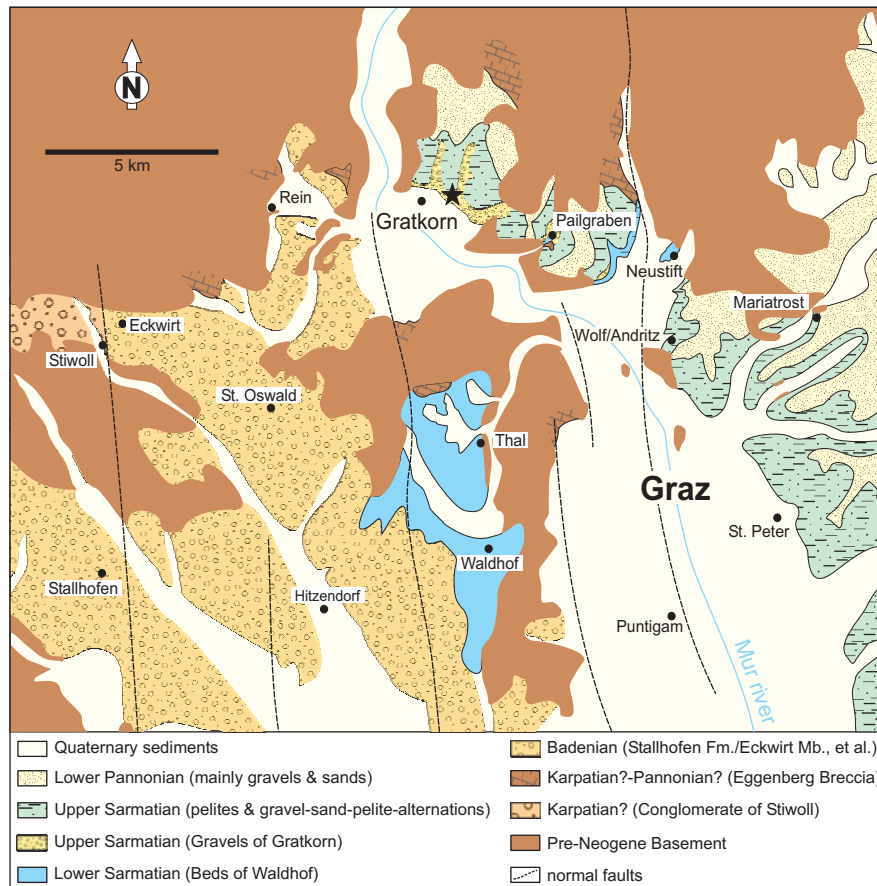 N
5 km
Rein
Gratkorn
Pailgraben
Neustift
Mariatrost
Eckwirt
Wolf/Andritz
Stiwoll
St. Oswald
Thal
Graz
St. Peter
Waldhof
Stallhofen
Hitzendorf
Puntigam
Mur river
Quaternary sediments
Lower Pannonian (mainly gravels & sands)
Upper Sarmatian (pelites & gravel-sand-pelite-alternations)
Upper Sarmatian (Gravels of Gratkorn)
Lower Sarmatian (Beds of Waldhof)
Badenian (Stallhofen Fm./Eckwirt Mb., et al.)
Karpatian?-Pannonian? (Eggenberg Breccia)
Karpatian? (Conglomerate of Stiwoll)
Pre-Neogene Basement
normal faults